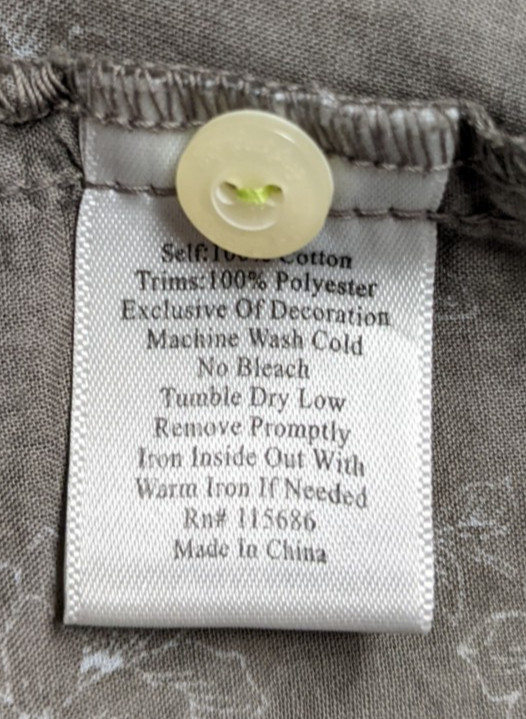 Self:100% Cotton
Trims:100% Polyester
Exclusive Of Decoration
Machine Wash Cold
No Bleach
Tumble Dry Low
Remove Promptly
Iron Inside Out With
Warm Iron If Needed
Rn# 115686
Made In China